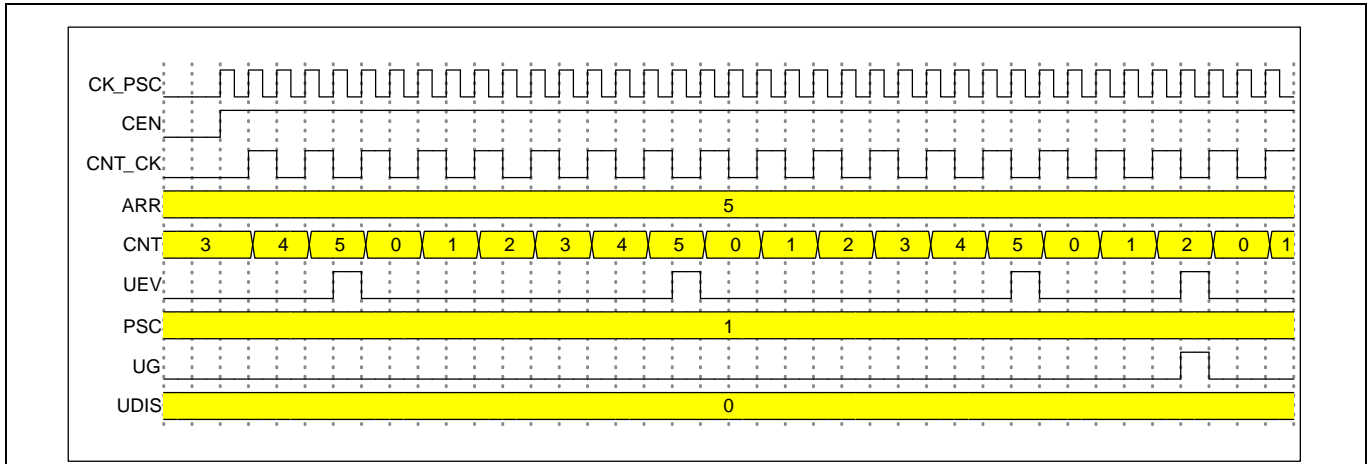 CK_PSC
CEN
CNT_CK
ARR 5
CNT 3 4 5 0 1 2 3 4 5 0 1 2 3 4 5 0 1 2 0 1
UEV
PSC 1
UG
UDIS 0